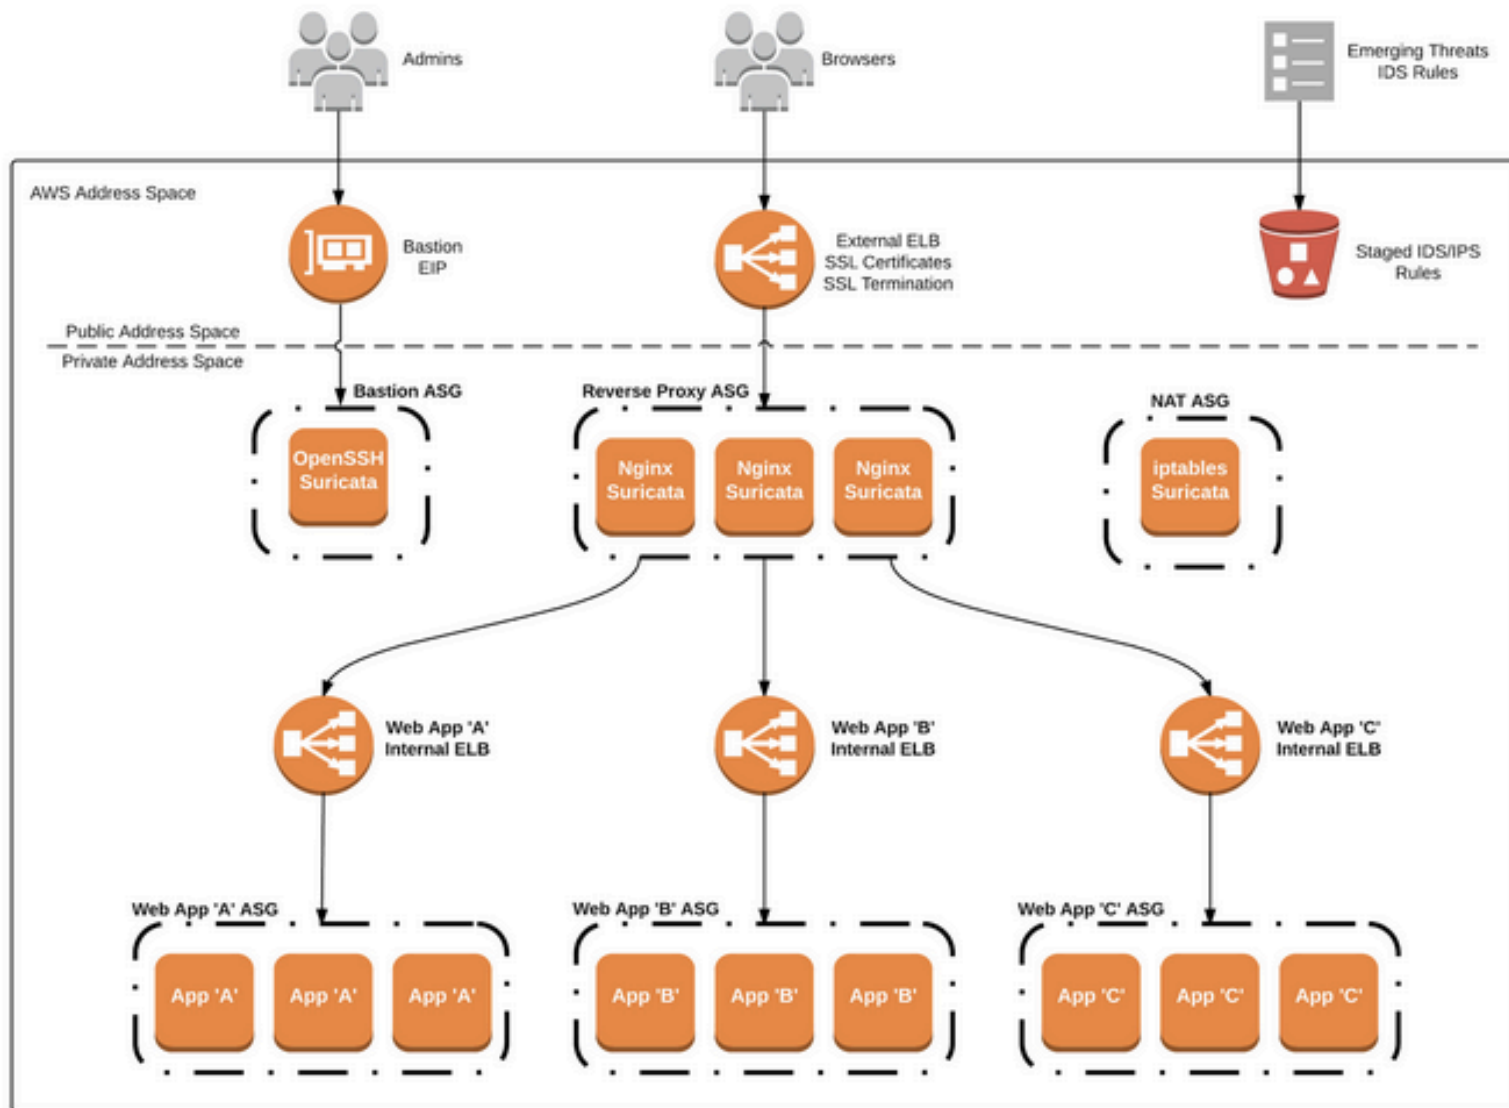 Admins
Browsers
Emerging Threats
IDS Rules
AWS Address Space
Bastion
EIP
External ELB
SSL Certificates
SSL Termination
Staged IDS/IPS
Rules
Public Address Space
Private Address Space
Bastion ASG
Reverse Proxy ASG
NAT ASG
OpenSSH
Suricata
Nginx
Suricata
Nginx
Suricata
Nginx
Suricata
iptables
Suricata
Web App 'A'
Internal ELB
Web App 'B'
Internal ELB
Web App 'C'
Internal ELB
Web App 'A' ASG
Web App 'B' ASG
Web App 'C' ASG
App 'A'
App 'A'
App 'A'
App 'B'
App 'B'
App 'B'
App 'C'
App 'C'
App 'C'